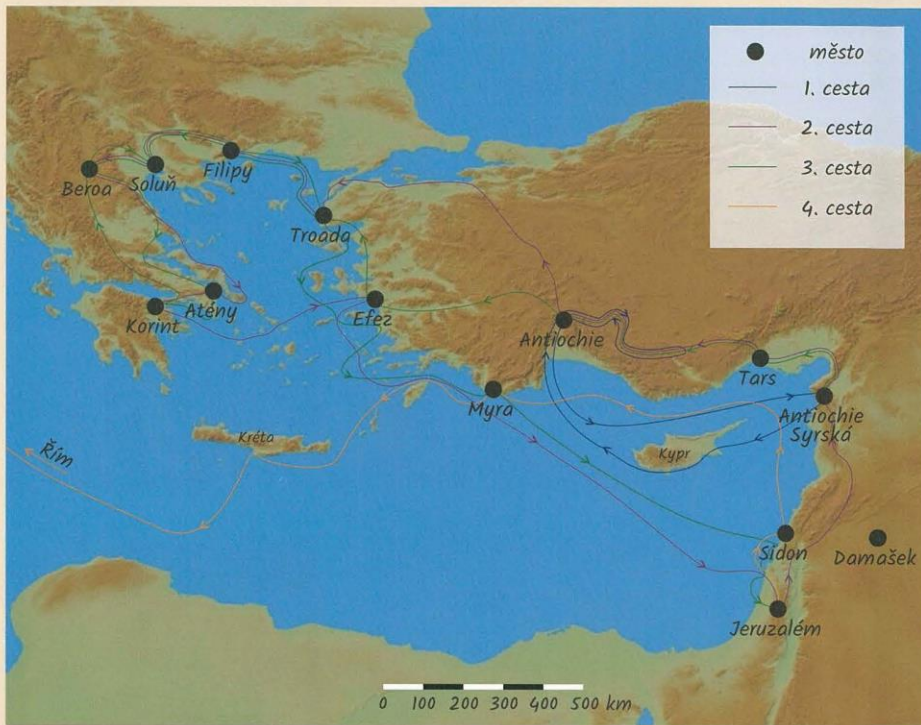 město
1. cesta
2. cesta
3. cesta
4. cesta
Beroa
Soluň
Filipy
Troada
Korint
Atény
Efez
Antiochie
Tars
Myra
Antiochie
Syrská
Kréta
Kypr
Řím
Sidon
Damašek
Jeruzalém
0 100 200 300 400 500 km